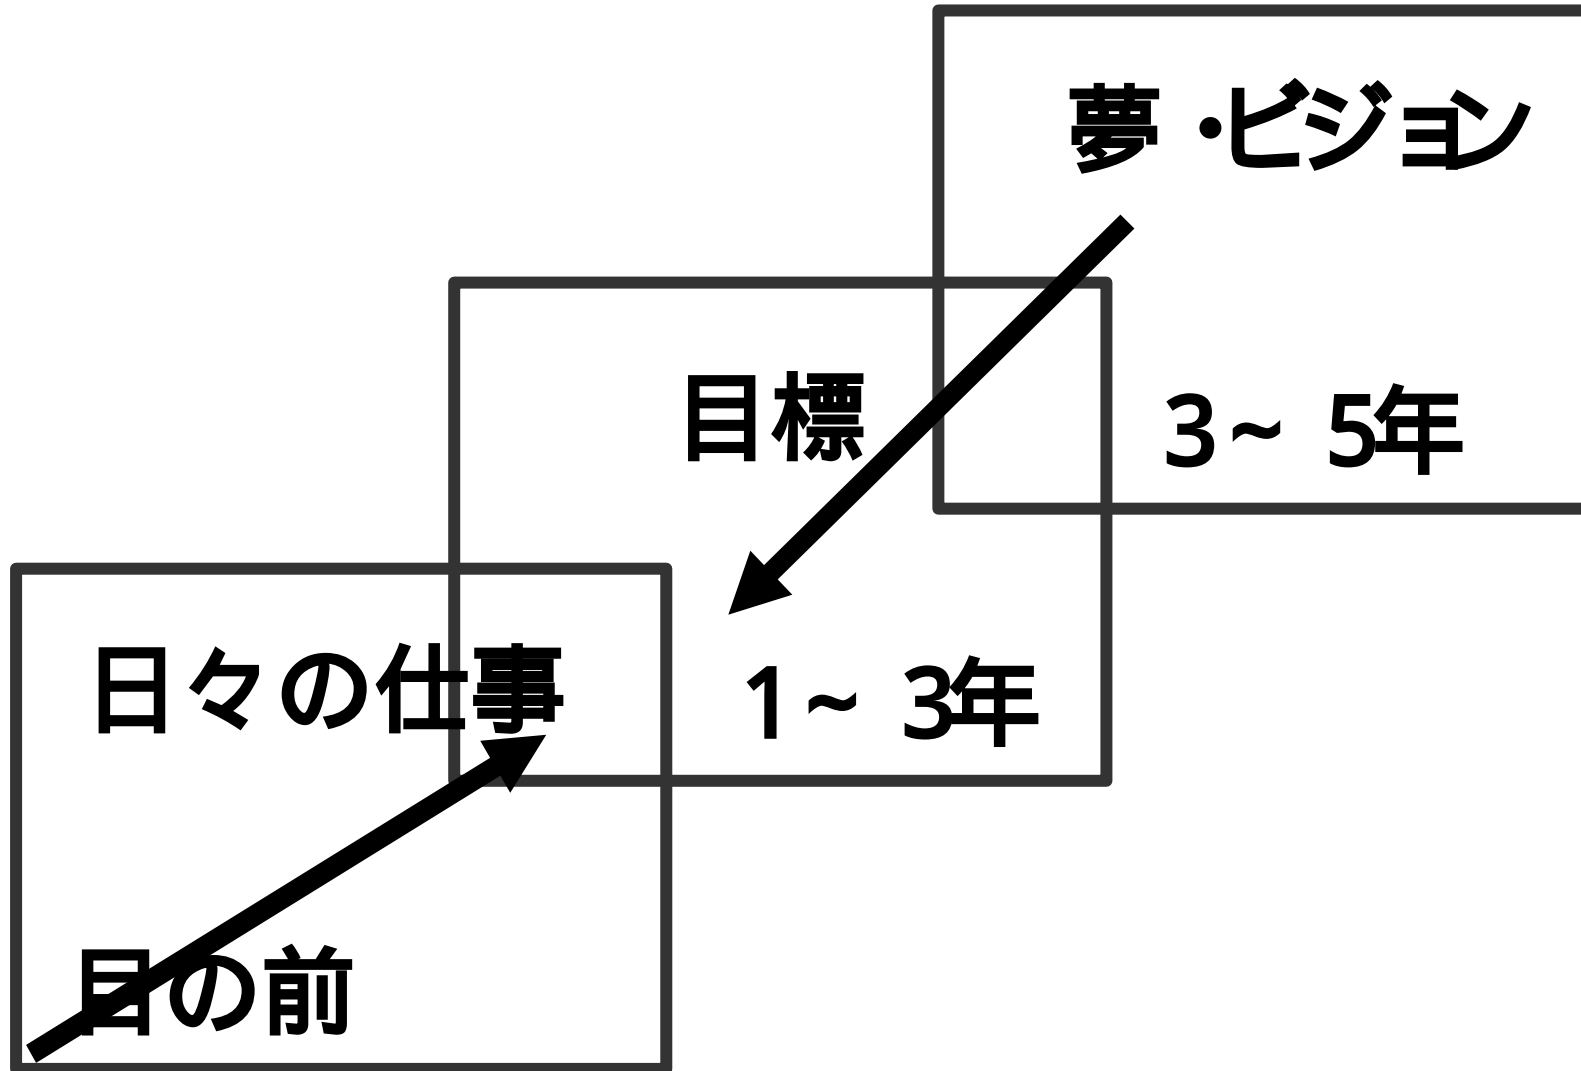 夢・ビジョン
目標
3~ 5年
日々の仕事
1~ 3年
目の前